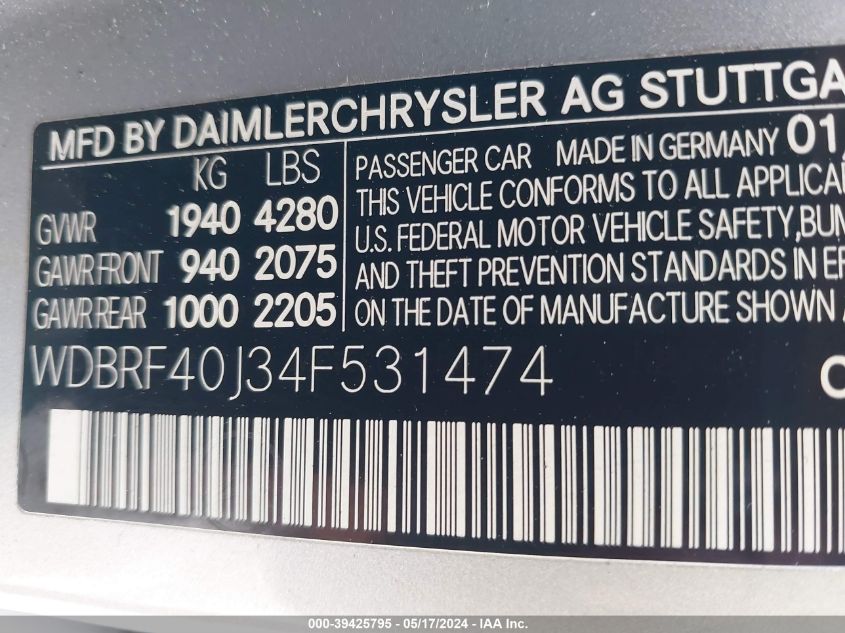 MFD BY DAIMLERCHRYSLER AG STUTTGA
KG LBS
GVWR 1940 4280
GAWR FRONT 940 2075
GAWR REAR 1000 2205
PASSENGER CAR MADE IN GERMANY 01
THIS VEHICLE CONFORMS TO ALL APPLICA
U.S. FEDERAL MOTOR VEHICLE SAFETY, BUM
AND THEFT PREVENTION STANDARDS IN EF
ON THE DATE OF MANUFACTURE SHOWN
WDBRF40J34F531474
000-39425795 - 05/17/2024 - IAA Inc.